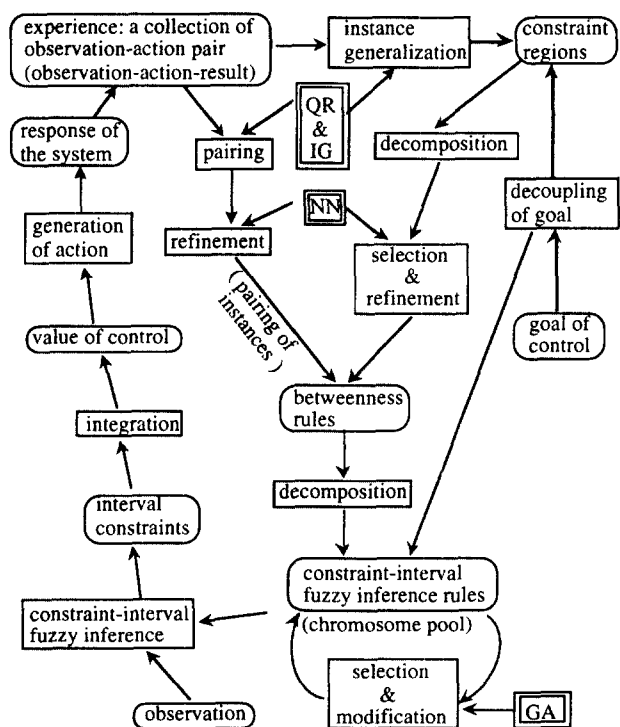 experience: a collection of
observation-action pair
(observation-action-result)
instance
generalization
constraint
regions
response of
the system
QR
&
IG
pairing
decomposition
decoupling
of goal
NN
generation
of action
refinement
selection
&
refinement
(pairing of
instances)
goal of
control
value of control
betweenness
rules
integration
decomposition
interval
constraints
constraint-interval
fuzzy inference rules
(chromosome pool)
constraint-interval
fuzzy inference
selection
&
modification
GA
observation